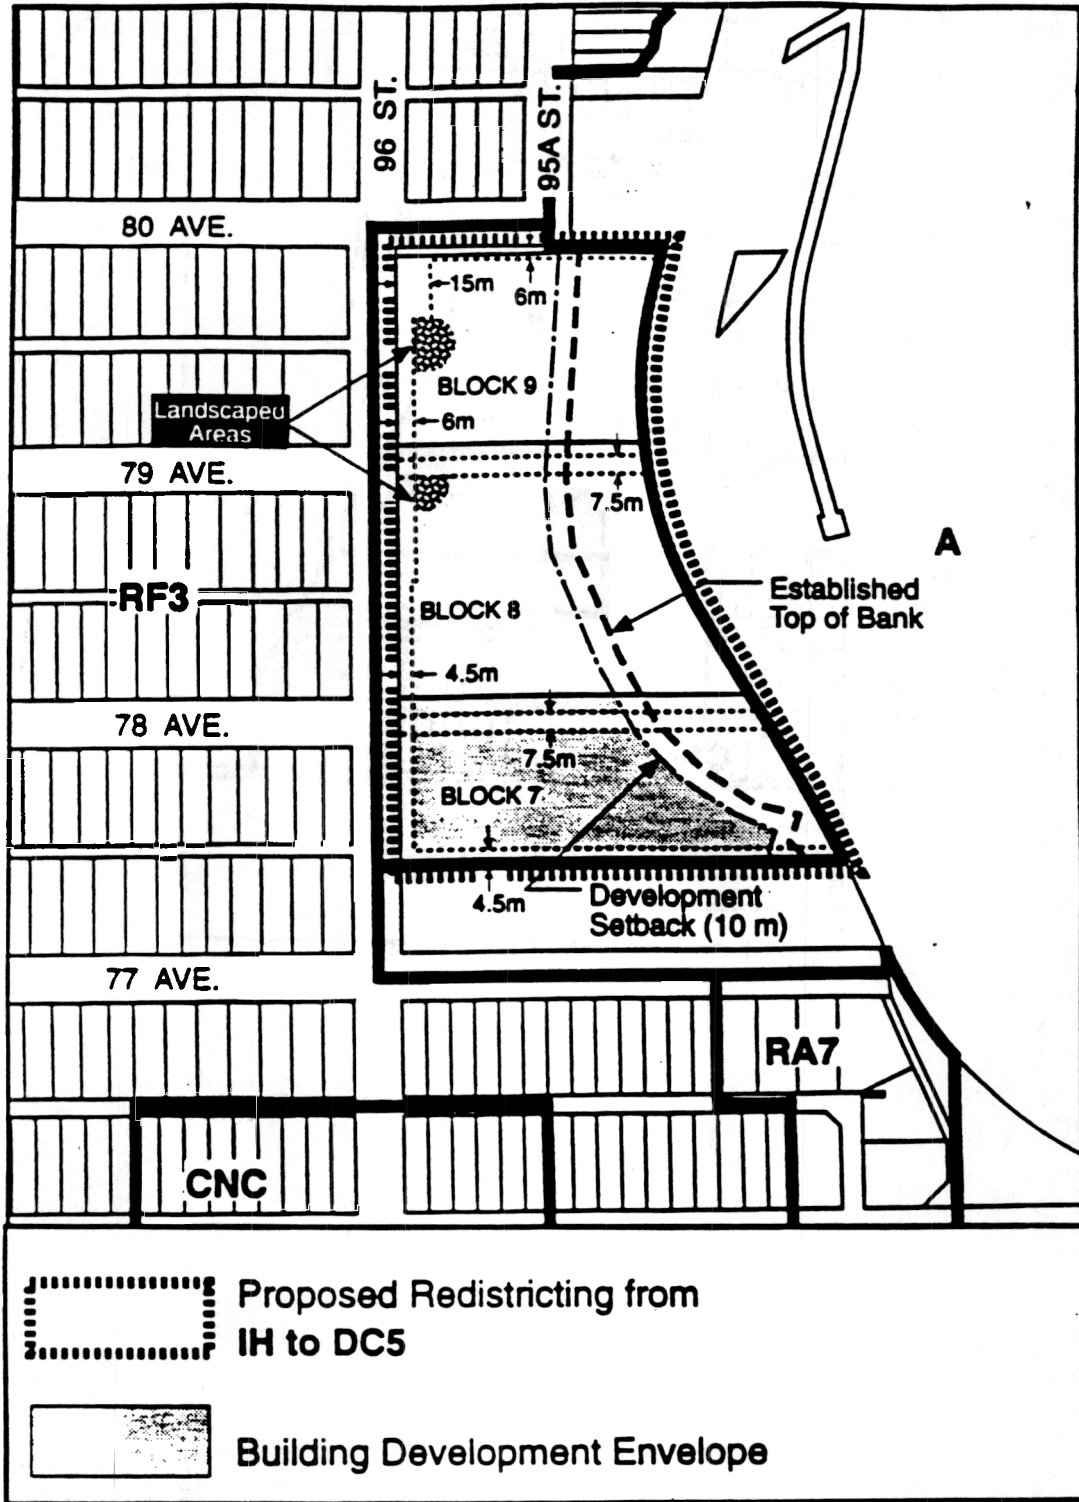 96 ST.
95A ST.
80 AVE.
15m
6m
BLOCK 9
Landscaped
Areas
6m
79 AVE.
7.5m
A
RF3
Established
Top of Bank
BLOCK 8
4.5m
78 AVE.
7.5m
BLOCK 7
4.5m
Development
Setback (10 m)
77 AVE.
RA7
CNC
Proposed Redistricting from
IH to DC5
Building Development Envelope